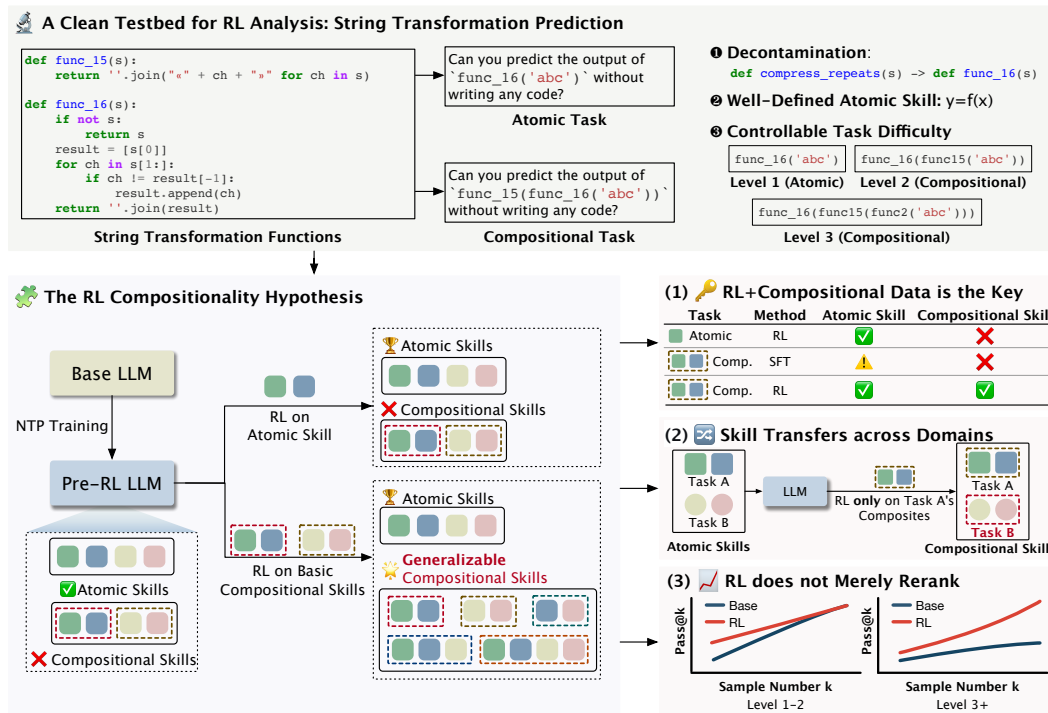 A Clean Testbed for RL Analysis: String Transformation Prediction
def func_15(s):
    return ''.join("«" + ch + "»" for ch in s)
def func_16(s):
    if not s:
        return s
    result = [s[0]]
    for ch in s[1:]:
        if ch != result[-1]:
            result.append(ch)
    return ''.join(result)
String Transformation Functions
Can you predict the output of
`func_16('abc')` without
writing any code?
Atomic Task
Can you predict the output of
`func_15(func_16('abc'))`
without writing any code?
Compositional Task
❶ Decontamination:
def compress_repeats(s) -> def func_16(s)
❷ Well-Defined Atomic Skill: y=f(x)
❸ Controllable Task Difficulty
func_16('abc')
Level 1 (Atomic)
func_16(func15('abc'))
Level 2 (Compositional)
func_16(func15(func2('abc')))
Level 3 (Compositional)
The RL Compositionality Hypothesis
Base LLM
NTP Training
Pre-RL LLM
Atomic Skills
Compositional Skills
RL on
Atomic Skill
RL on Basic
Compositional Skills
Atomic Skills
Compositional Skills
Atomic Skills
Generalizable
Compositional Skills
(1) RL+Compositional Data is the Key
Task Method Atomic Skill Compositional Skill
Atomic RL
Comp. SFT
Comp. RL
(2) Skill Transfers across Domains
Task A
Task B
Atomic Skills
LLM
RL only on Task A's
Composites
Task A
Task B
Compositional Skills
(3) RL does not Merely Rerank
Pass@k
Base
RL
Sample Number k
Level 1-2
Pass@k
Base
RL
Sample Number k
Level 3+